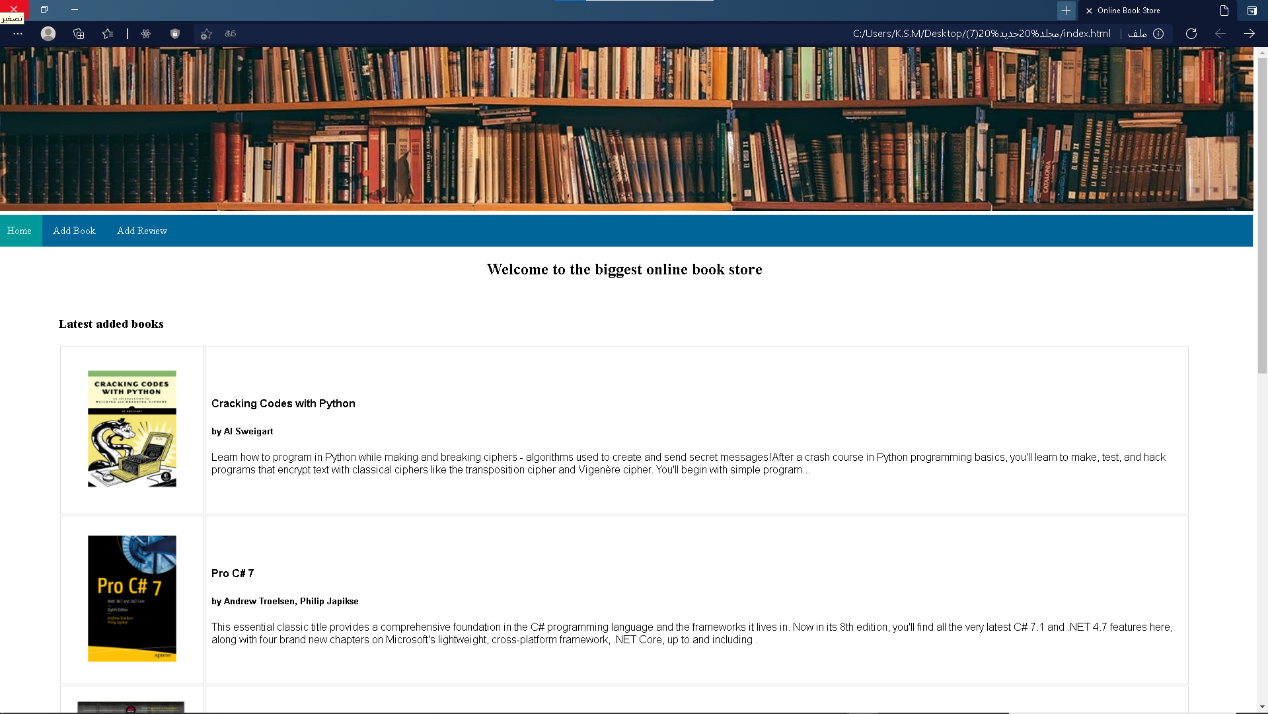 تصغير
Online Book Store
C:/Users/K.S.M/Desktop/(7)20%جديد20%مجلد/index.html
ملف
Home
Add Book
Add Review
Welcome to the biggest online book store
Latest added books
CRACKING CODES
WITH PYTHON
Cracking Codes with Python
by Al Sweigart
Learn how to program in Python while making and breaking ciphers - algorithms used to create and send secret messages!After a crash course in Python programming basics, you'll learn to make, test, and hack
programs that encrypt text with classical ciphers like the transposition cipher and Vigenère cipher. You'll begin with simple program...
Pro C# 7
Pro C# 7
by Andrew Troelsen, Philip Japikse
This essential classic title provides a comprehensive foundation in the C# programming language and the frameworks it lives in. Now in its 8th edition, you'll find all the very latest C# 7.1 and .NET 4.7 features here,
along with four brand new chapters on Microsoft's lightweight, cross-platform framework, .NET Core, up to and including...